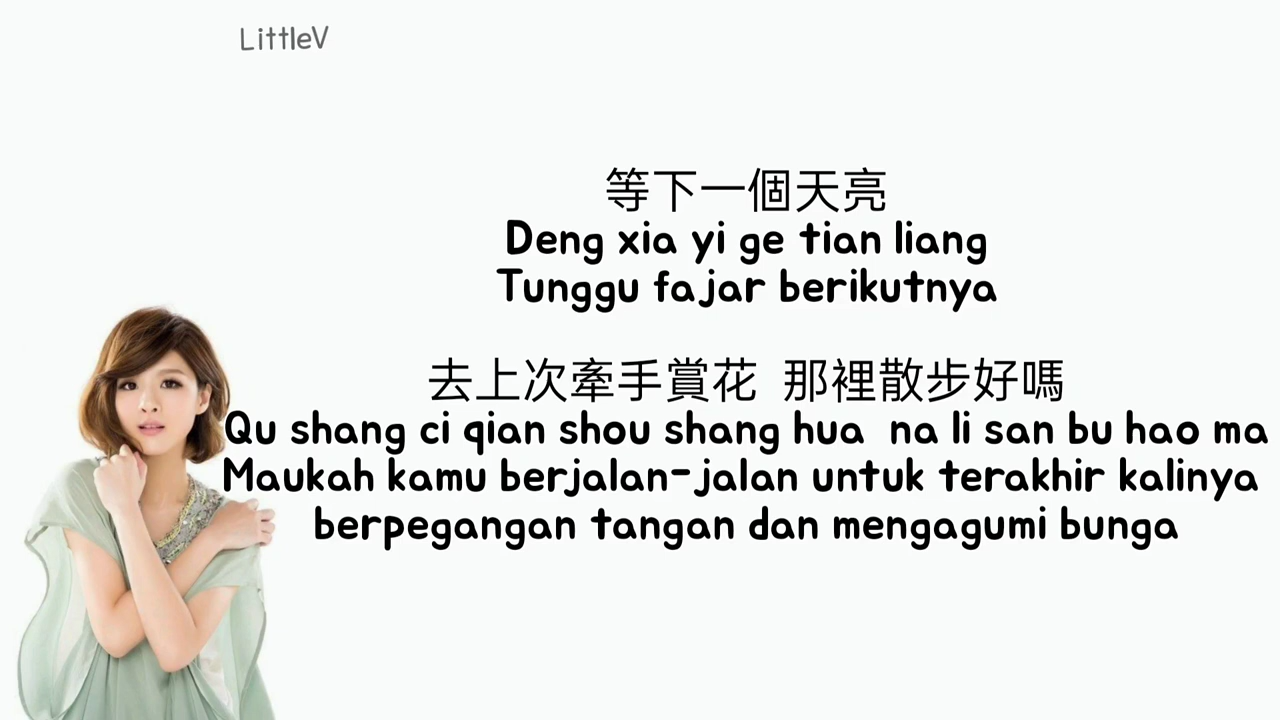 LittleV
等下一個天亮
Deng xia yi ge tian liang
Tunggu fajar berikutnya
去上次牽手賞花 那裡散步好嗎
Qu shang ci qian shou shang hua na li san bu hao ma
Maukah kamu berjalan-jalan untuk terakhir kalinya
berpegangan tangan dan mengagumi bunga